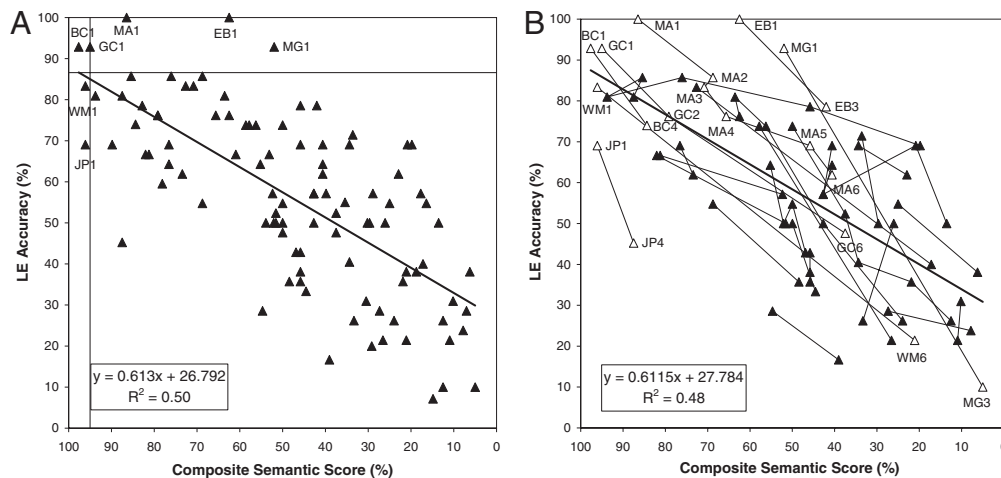 A
LE Accuracy (%)
100
90
80
70
60
50
40
30
20
10
0
BC1
GC1
MA1
EB1
MG1
WM1
JP1
y = 0.613x + 26.792
R² = 0.50
100 90 80 70 60 50 40 30 20 10 0
Composite Semantic Score (%)
B
LE Accuracy (%)
100
90
80
70
60
50
40
30
20
10
0
BC1
GC1
MA1
EB1
MG1
MA2
WM1
MA3
GC2
EB3
BC4
MA4
MA5
JP1
MA6
JP4
GC6
WM6
MG3
y = 0.6115x + 27.784
R² = 0.48
100 90 80 70 60 50 40 30 20 10 0
Composite Semantic Score (%)